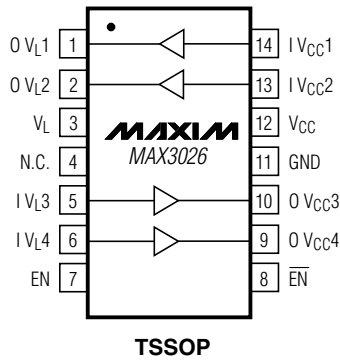 O VL1 1 14 I VCC1
O VL2 2 13 I VCC2
VL 3 MAXIM 12 VCC
N.C. 4 MAX3026 11 GND
I VL3 5 10 O VCC3
I VL4 6 9 O VCC4
EN 7 8 E̅N̅
TSSOP